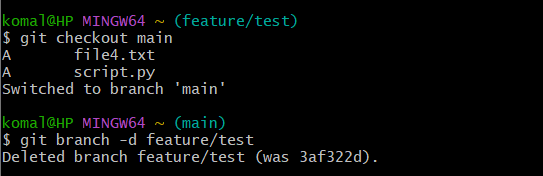 komal@HP MINGW64 ~ (feature/test)
$ git checkout main
A       file4.txt
A       script.py
Switched to branch 'main'

komal@HP MINGW64 ~ (main)
$ git branch -d feature/test
Deleted branch feature/test (was 3af322d).